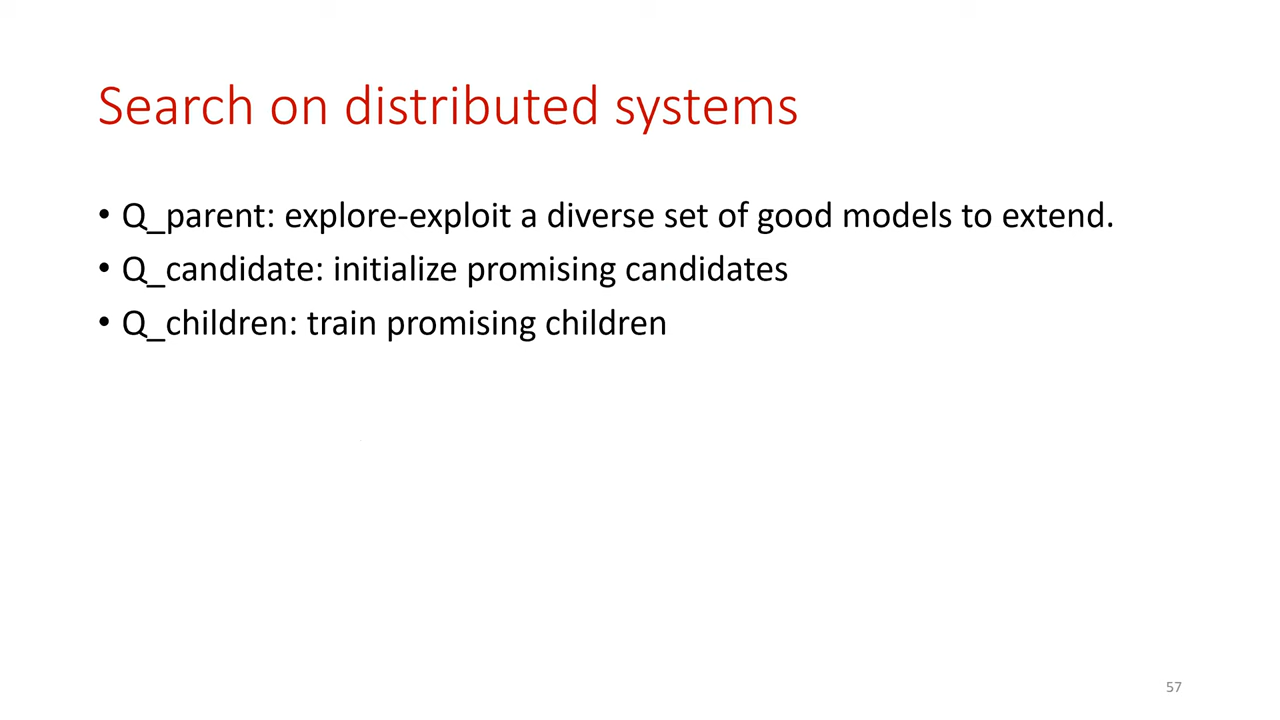 Search on distributed systems
• Q_parent: explore-exploit a diverse set of good models to extend.
• Q_candidate: initialize promising candidates
• Q_children: train promising children
57